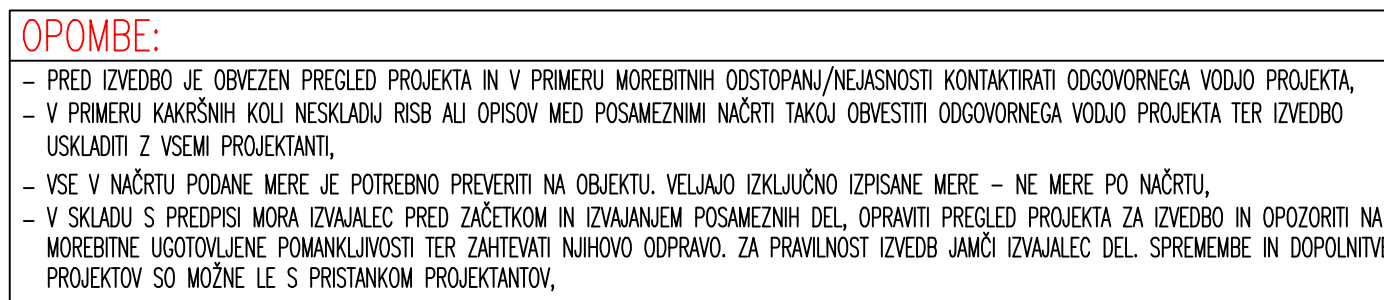 OPOMBE:
- PRED IZVEDBO JE OBVEZEN PREGLED PROJEKTA IN V PRIMERU MOREBITNIH ODSTOPANJ/NEJASNOSTI KONTAKTIRATI ODGOVORNEGA VODJO PROJEKTA,
- V PRIMERU KAKRŠNIH KOLI NESKLADIJ RISB ALI OPISOV MED POSAMEZNIMI NAČRTI TAKOJ OBVESTITI ODGOVORNEGA VODJO PROJEKTA TER IZVEDBO
USKLADITI Z VSEMI PROJEKTANTI,
- VSE V NAČRTU PODANE MERE JE POTREBNO PREVERITI NA OBJEKTU. VELJAJO IZKLJUČNO IZPISANE MERE - NE MERE PO NAČRTU,
- V SKLADU S PREDPISI MORA IZVAJALEC PRED ZAČETKOM IN IZVAJANJEM POSAMEZNIH DEL, OPRAVITI PREGLED PROJEKTA ZA IZVEDBO IN OPOZORITI NA
MOREBITNE UGOTOVLJENE POMANKLJIVOSTI TER ZAHTEVATI NJIHOVO ODPRAVO. ZA PRAVILNOST IZVEDB JAMČI IZVAJALEC DEL. SPREMEMBE IN DOPOLNITVE
PROJEKTOV SO MOŽNE LE S PRISTANKOM PROJEKTANTOV,